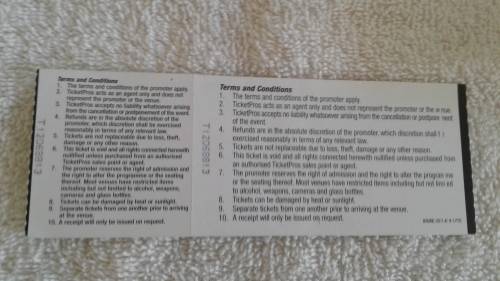 Terms and Conditions
1. The terms and conditions of the promoter apply.
2. TicketPros acts as an agent only and does not
represent the promoter or the venue.
3. TicketPros accepts no liability whatsoever arising
from the cancellation or postponement of the event.
4. Refunds are in the absolute discretion of the
promoter, which discretion shall be exercised
reasonably in terms of any relevant law.
5. Tickets are not replaceable due to loss, theft,
damage or any other reason.
6. This ticket is void and all rights connected herewith
nullified unless purchased from an authorised
TicketPros sales point or agent.
7. The promoter reserves the right of admission
and the right to alter the programme or the seating
thereof. Most venues have restricted items
including but not limited to alcohol, weapons,
cameras and glass bottles.
8. Tickets can be damaged by heat or sunlight.
9. Separate tickets from one another prior to arriving
at the venue.
10. A receipt will only be issued on request.
Terms and Conditions
1. The terms and conditions of the promoter apply.
2. TicketPros acts as an agent only and does not represent the promoter or the venue.
3. TicketPros accepts no liability whatsoever arising from the cancellation or postponement
of the event.
4. Refunds are in the absolute discretion of the promoter, which discretion shall
exercised reasonably in terms of any relevant law.
5. Tickets are not replaceable due to loss, theft, damage or any other reason.
6. This ticket is void and all rights connected herewith nullified unless purchased from
an authorised TicketPros sales point or agent.
7. The promoter reserves the right of admission and the right to alter the programme
or the seating thereof. Most venues have restricted items including but not limited
to alcohol, weapons, cameras and glass bottles.
8. Tickets can be damaged by heat or sunlight.
9. Separate tickets from one another prior to arriving at the venue.
10. A receipt will only be issued on request.